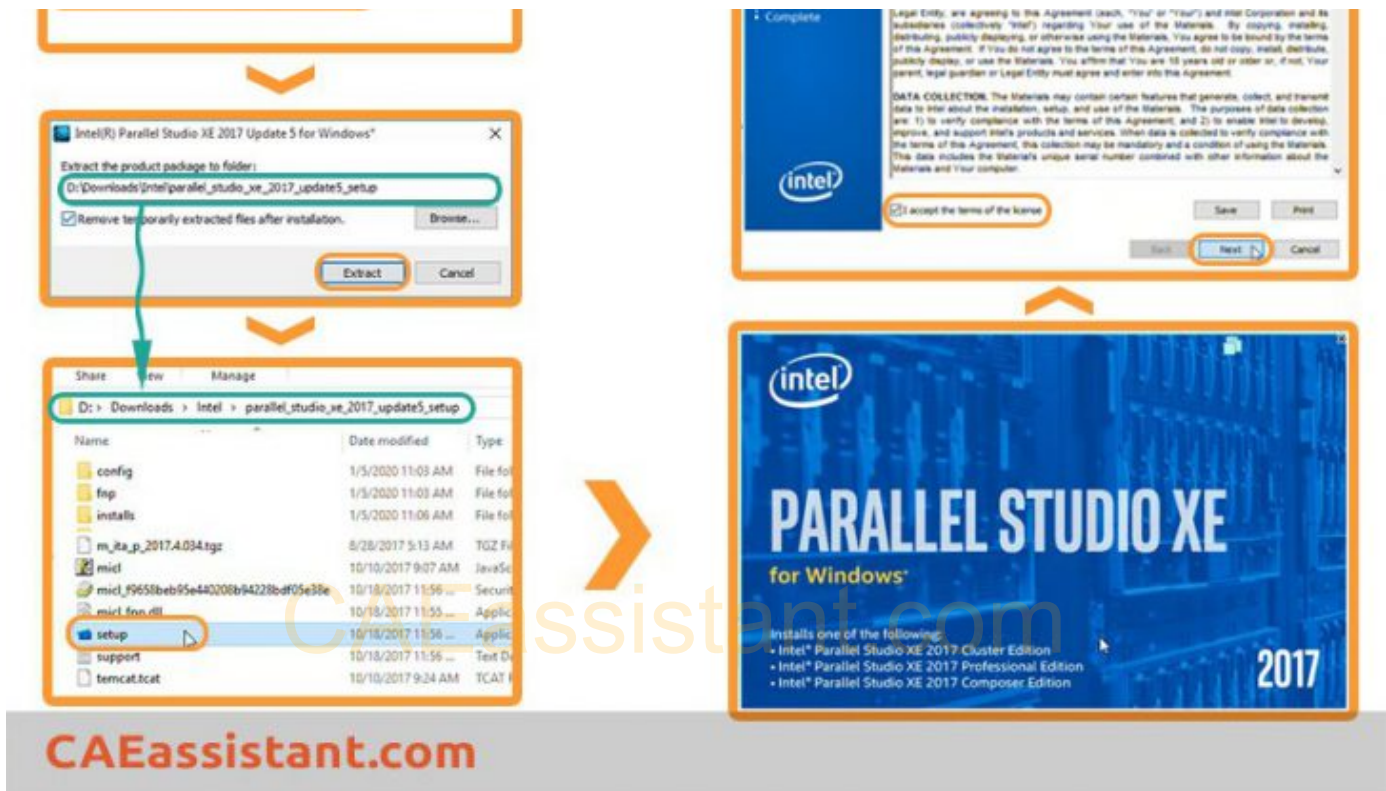 Intel(R) Parallel Studio XE 2017 Update 5 for Windows*
Extract the product package to folder:
D:\Downloads\Intel\parallel_studio_xe_2017_update5_setup
Remove temporarily extracted files after installation.
Browse...
Extract
Cancel
Share
View
Manage
D: > Downloads > Intel > parallel_studio_xe_2017_update5_setup
Name
Date modified
Type
config
1/5/2020 11:03 AM
File fol
fnp
1/5/2020 11:03 AM
File fol
installs
1/5/2020 11:06 AM
File fol
m_ita_p_2017.4.034.tgz
8/28/2017 5:13 AM
TGZ Fi
micl
10/10/2017 9:07 AM
JavaSc
micl_f9658beb95e440208b94228bdf05e38e
10/18/2017 11:56 ...
Securit
micl_fnp.dll
10/18/2017 11:55 ...
Applic
setup
10/18/2017 11:56 ...
Applic
support
10/18/2017 11:56 ...
Text De
temcat.tcat
10/10/2017 9:24 AM
TCAT F
Complete
Legal Entity, are agreeing to this Agreement (each, "You" or "Your") and Intel Corporation and its
subsidiaries (collectively "Intel") regarding Your use of the Materials. By copying, installing,
distributing, publicly displaying, or otherwise using the Materials, You agree to be bound by the terms
of this Agreement. If You do not agree to the terms of this Agreement, do not copy, install, distribute,
publicly display, or use the Materials. You affirm that You are 18 years old or older or, if not, Your
parent, legal guardian or Legal Entity must agree and enter into this Agreement.
DATA COLLECTION. The Materials may contain certain features that generate, collect, and transmit
data to Intel about the installation, setup, and use of the Materials. The purposes of data collection
are: 1) to verify compliance with the terms of this Agreement; and 2) to enable Intel to develop,
improve, and support Intel's products and services. When data is collected to verify compliance with
the terms of this Agreement, this collection may be mandatory and a condition of using the Materials.
This data includes the Material's unique serial number combined with other information about the
Materials and Your computer.
intel
I accept the terms of the license
Save
Print
Back
Next
Cancel
intel
PARALLEL STUDIO XE
for Windows*
Installs one of the following:
• Intel® Parallel Studio XE 2017 Cluster Edition
• Intel® Parallel Studio XE 2017 Professional Edition
• Intel® Parallel Studio XE 2017 Composer Edition
2017
CAEassistant.com
CAEassistant.com